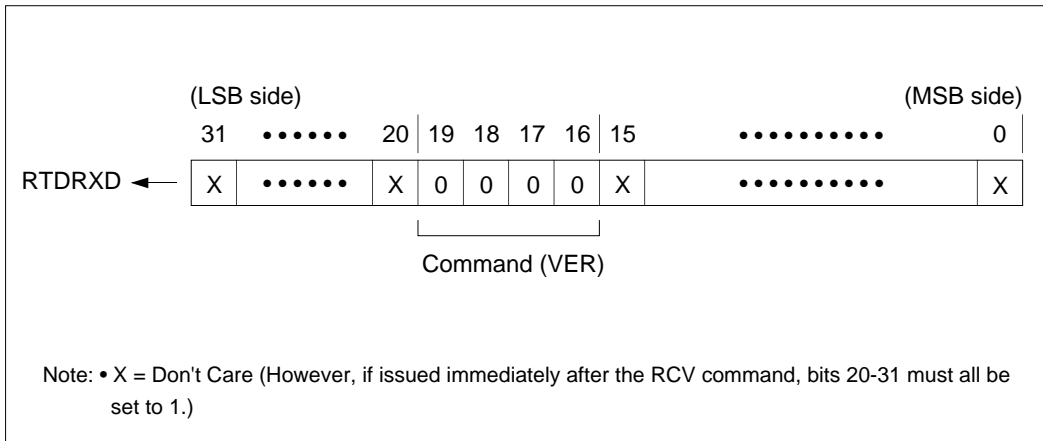 (LSB side) (MSB side)
31 •••••• 20 19 18 17 16 15 •••••••••• 0
RTDRXD X •••••• X 0 0 0 0 X •••••••••• X
Command (VER)
Note: • X = Don't Care (However, if issued immediately after the RCV command, bits 20-31 must all be
set to 1.)